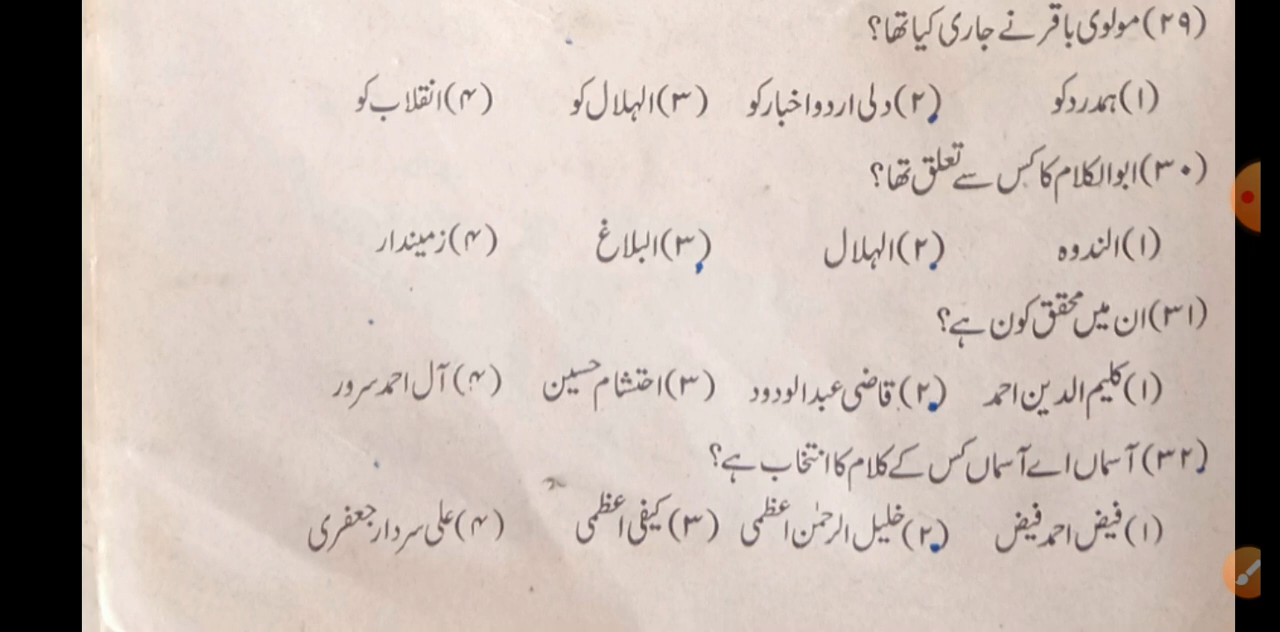 (۲۹) مولوی باقر نے جاری کیا تھا؟
(۱) ہمدرد کو (۲) دلی اردو اخبار کو (۳) الہلال کو (۴) انقلاب کو
(۳۰) ابوالکلام کا کس سے تعلق تھا؟
(۱) الندوہ (۲) الہلال (۳) البلاغ (۴) زمیندار
(۳۱) ان میں محقق کون ہے؟
(۱) کلیم الدین احمد (۲) قاضی عبدالودود (۳) احتشام حسین (۴) آل احمد سرور
(۳۲) آسماں اے آسماں کس کے کلام کا انتخاب ہے؟
(۱) فیض احمد فیض (۲) خلیل الرحمٰن اعظمی (۳) کیفی اعظمی (۴) علی سردار جعفری